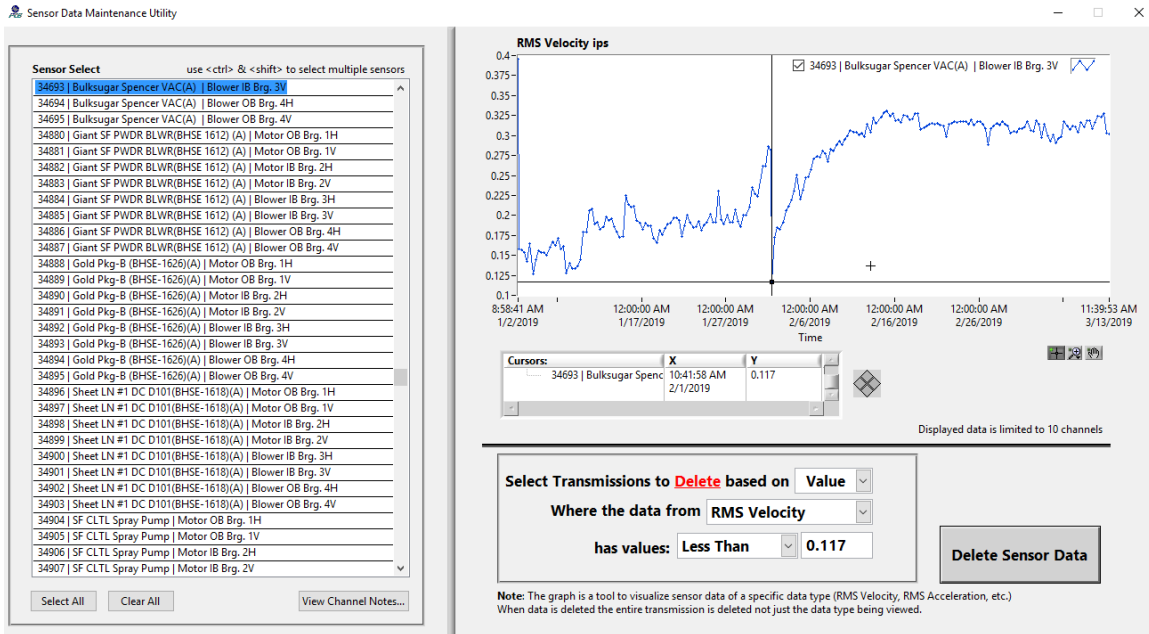 Sensor Data Maintenance Utility
Sensor Select use <ctrl> & <shift> to select multiple sensors
34693 | Bulksugar Spencer VAC(A) | Blower IB Brg. 3V
34694 | Bulksugar Spencer VAC(A) | Blower OB Brg. 4H
34695 | Bulksugar Spencer VAC(A) | Blower OB Brg. 4V
34880 | Giant SF PWDR BLWR(BHSE 1612) (A) | Motor OB Brg. 1H
34881 | Giant SF PWDR BLWR(BHSE 1612) (A) | Motor OB Brg. 1V
34882 | Giant SF PWDR BLWR(BHSE 1612) (A) | Motor IB Brg. 2H
34883 | Giant SF PWDR BLWR(BHSE 1612) (A) | Motor IB Brg. 2V
34884 | Giant SF PWDR BLWR(BHSE 1612) (A) | Blower IB Brg. 3H
34885 | Giant SF PWDR BLWR(BHSE 1612) (A) | Blower IB Brg. 3V
34886 | Giant SF PWDR BLWR(BHSE 1612) (A) | Blower OB Brg. 4H
34887 | Giant SF PWDR BLWR(BHSE 1612) (A) | Blower OB Brg. 4V
34888 | Gold Pkg-B (BHSE-1626)(A) | Motor OB Brg. 1H
34889 | Gold Pkg-B (BHSE-1626)(A) | Motor OB Brg. 1V
34890 | Gold Pkg-B (BHSE-1626)(A) | Motor IB Brg. 2H
34891 | Gold Pkg-B (BHSE-1626)(A) | Motor IB Brg. 2V
34892 | Gold Pkg-B (BHSE-1626)(A) | Blower IB Brg. 3H
34893 | Gold Pkg-B (BHSE-1626)(A) | Blower IB Brg. 3V
34894 | Gold Pkg-B (BHSE-1626)(A) | Blower OB Brg. 4H
34895 | Gold Pkg-B (BHSE-1626)(A) | Blower OB Brg. 4V
34896 | Sheet LN #1 DC D101(BHSE-1618)(A) | Motor OB Brg. 1H
34897 | Sheet LN #1 DC D101(BHSE-1618)(A) | Motor OB Brg. 1V
34898 | Sheet LN #1 DC D101(BHSE-1618)(A) | Motor IB Brg. 2H
34899 | Sheet LN #1 DC D101(BHSE-1618)(A) | Motor IB Brg. 2V
34900 | Sheet LN #1 DC D101(BHSE-1618)(A) | Blower IB Brg. 3H
34901 | Sheet LN #1 DC D101(BHSE-1618)(A) | Blower IB Brg. 3V
34902 | Sheet LN #1 DC D101(BHSE-1618)(A) | Blower OB Brg. 4H
34903 | Sheet LN #1 DC D101(BHSE-1618)(A) | Blower OB Brg. 4V
34904 | SF CLTL Spray Pump | Motor OB Brg. 1H
34905 | SF CLTL Spray Pump | Motor OB Brg. 1V
34906 | SF CLTL Spray Pump | Motor IB Brg. 2H
34907 | SF CLTL Spray Pump | Motor IB Brg. 2V
Select All Clear All View Channel Notes...
RMS Velocity ips
34693 | Bulksugar Spencer VAC(A) | Blower IB Brg. 3V
0.4
0.375
0.35
0.325
0.3
0.275
0.25
0.225
0.2
0.175
0.15
0.125
0.1
8:58:41 AM 12:00:00 AM 12:00:00 AM 12:00:00 AM 12:00:00 AM 12:00:00 AM 11:39:53 AM
1/2/2019 1/17/2019 1/27/2019 2/6/2019 2/16/2019 2/26/2019 3/13/2019
Time
Cursors: X Y
34693 | Bulksugar Spenc 10:41:58 AM 0.117
2/1/2019
Displayed data is limited to 10 channels
Select Transmissions to Delete based on Value
Where the data from RMS Velocity
has values: Less Than 0.117
Delete Sensor Data
Note: The graph is a tool to visualize sensor data of a specific data type (RMS Velocity, RMS Acceleration, etc.)
When data is deleted the entire transmission is deleted not just the data type being viewed.